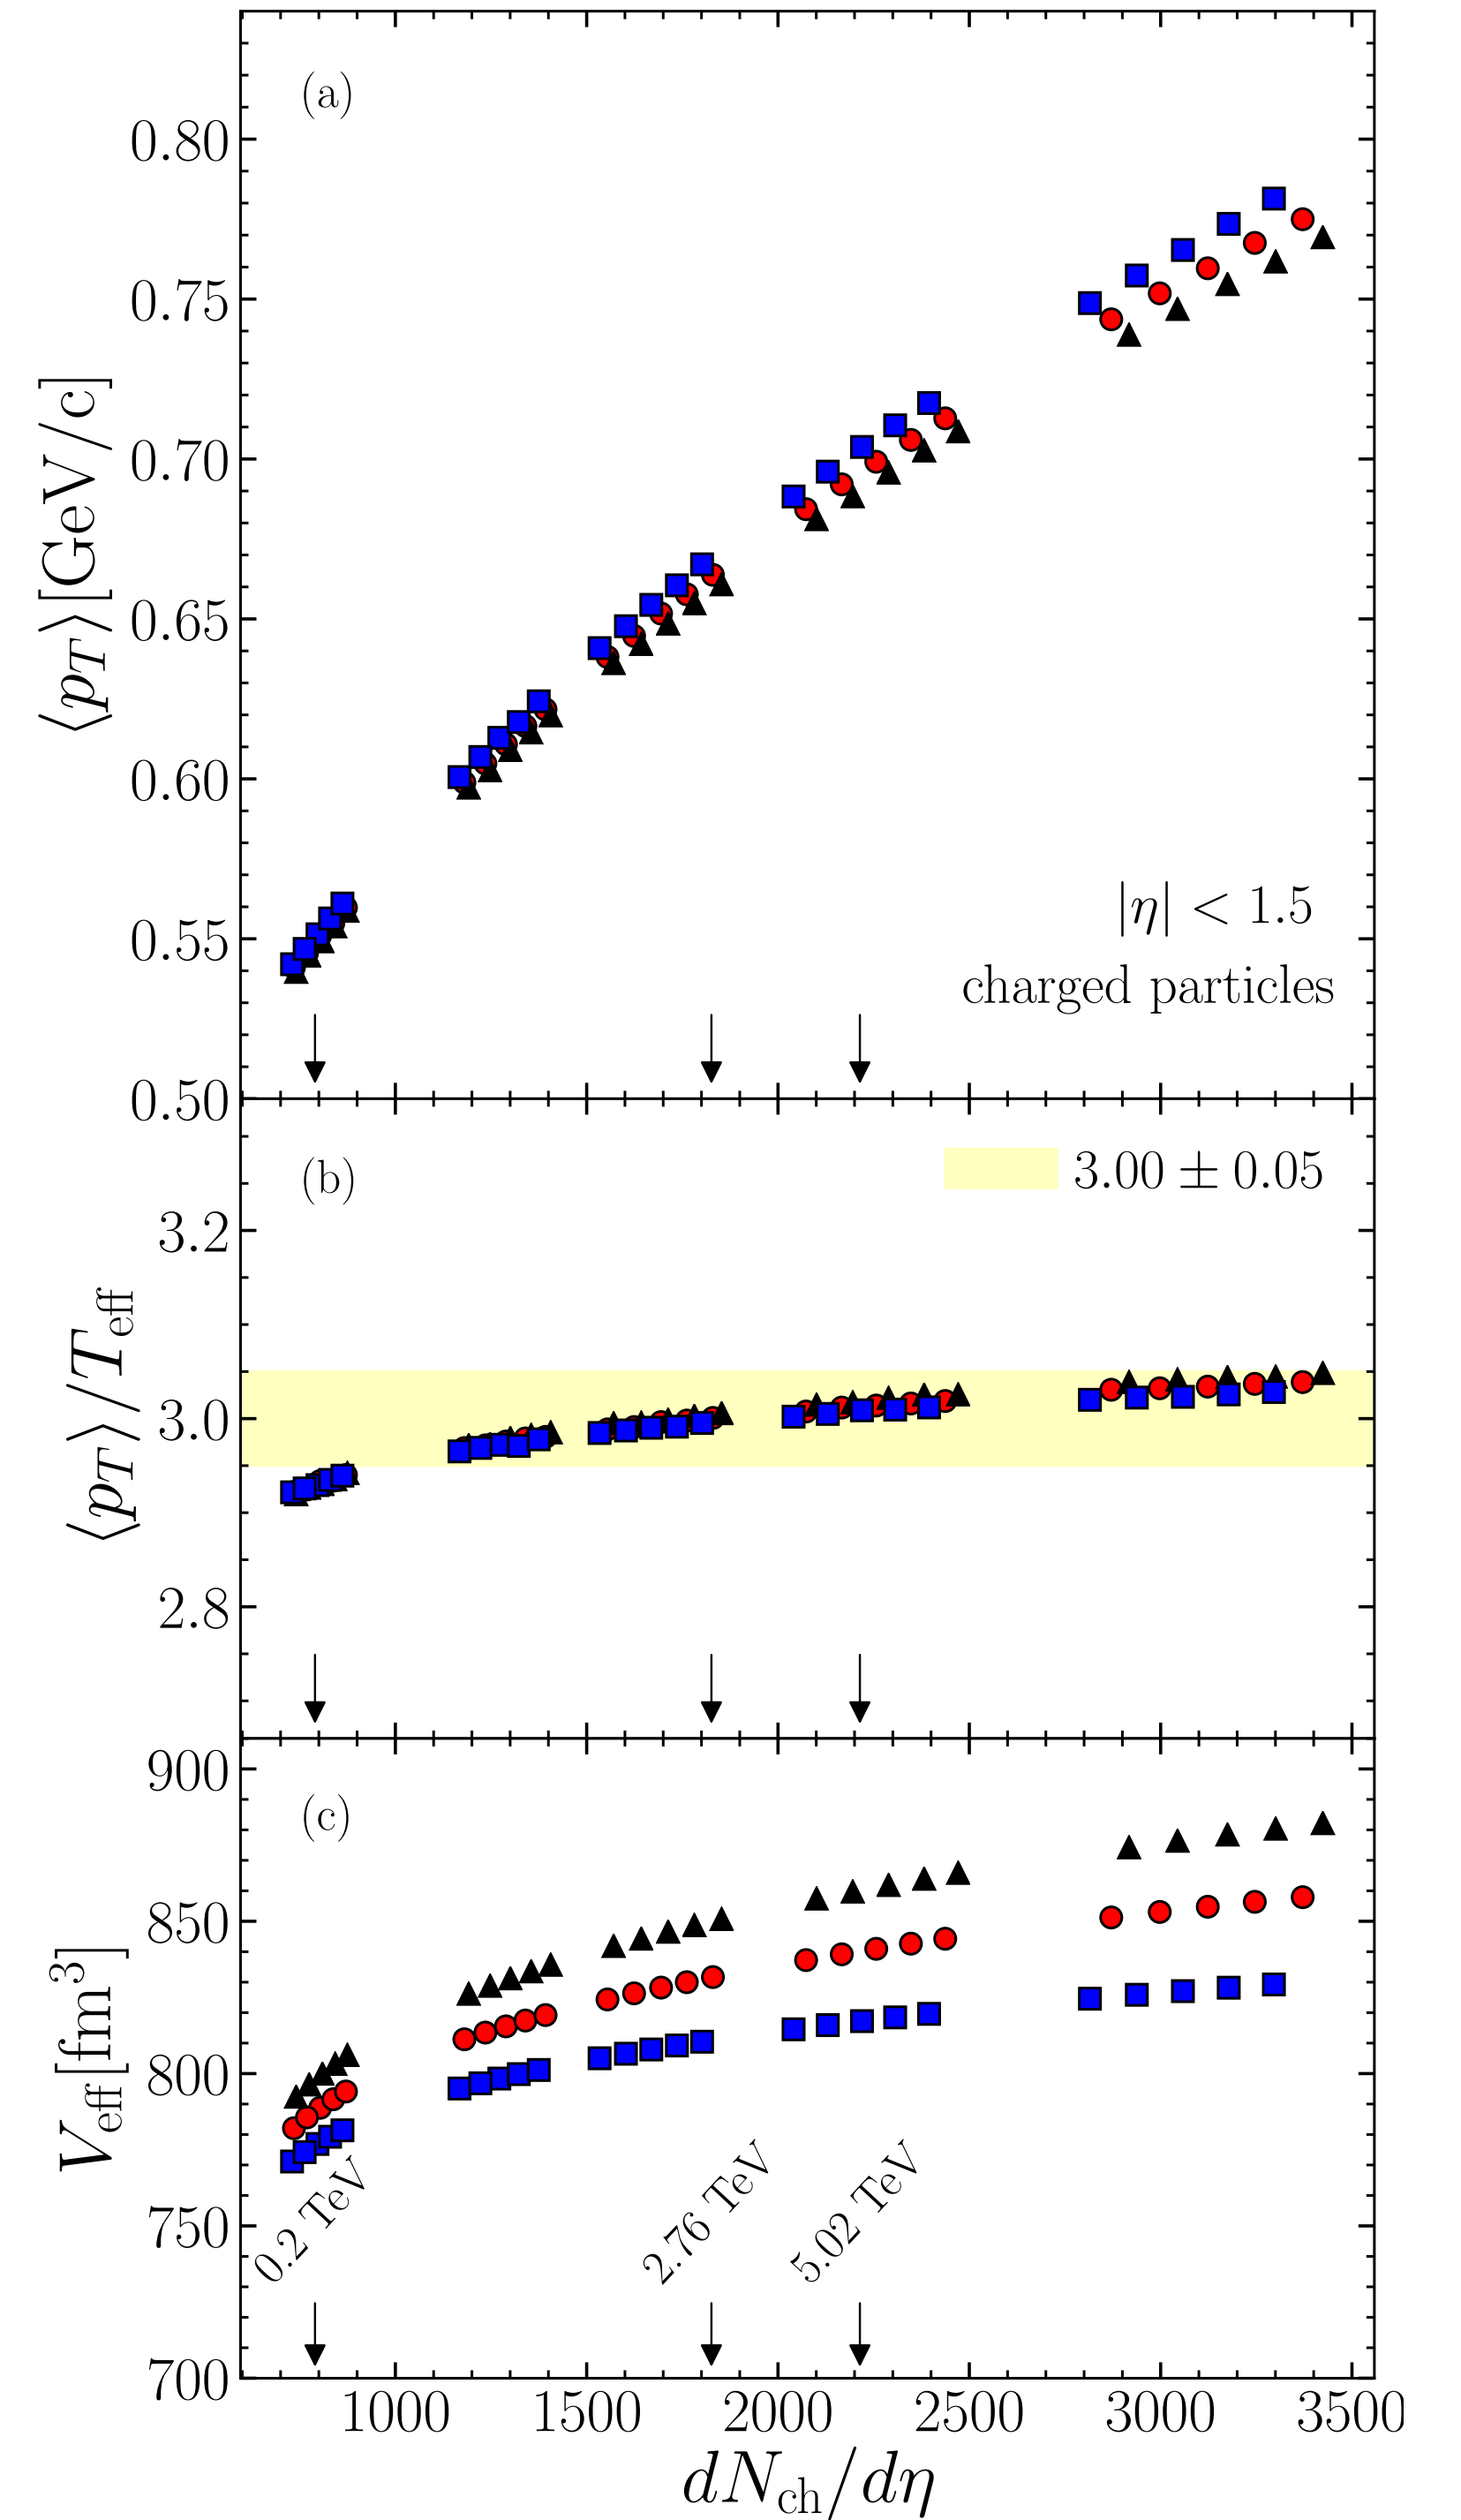 (a)
0.80
0.75
0.70
0.65
0.60
0.55
0.50
⟨p_T⟩[GeV/c]
|η| < 1.5
charged particles
(b)
3.00 ± 0.05
3.2
3.0
2.8
⟨p_T⟩/T_eff
(c)
900
850
800
750
700
V_eff[fm³]
0.2 TeV
2.76 TeV
5.02 TeV
1000 1500 2000 2500 3000 3500
dN_ch/dη